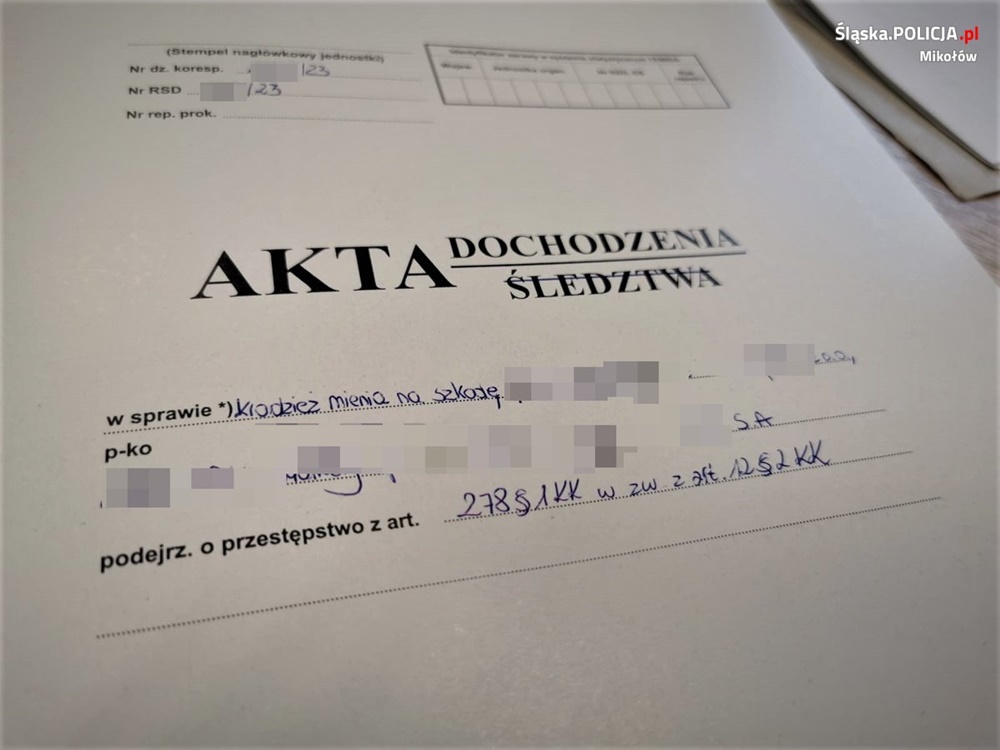 Śląska.POLICJA.pl
Mikołów
(Stempel nagłówkowy jednostki)
Nr dz. koresp. /23
Nr RSD /23
Nr rep. prok.
AKTA DOCHODZENIA
ŚLEDZTWA
w sprawie *) kradzież mienia na szkodę
p-ko
SA
podejrz. o przestępstwo z art. 278 § 1 KK w zw z art. 12 § 2 KK